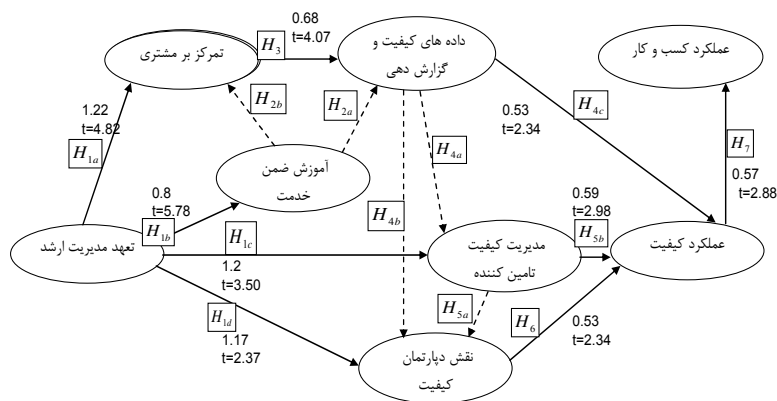 0.68
t=4.07
H3
تمرکز بر مشتری
داده های کیفیت و
گزارش دهی
عملکرد کسب و کار
1.22
t=4.82
H1a
H2b
H2a
0.53
t=2.34
H4c
H4a
H7
0.57
t=2.88
آموزش ضمن
خدمت
0.8
t=5.78
H1b
H4b
0.59
t=2.98
H5b
تعهد مدیریت ارشد
H1c
1.2
t=3.50
مدیریت کیفیت
تامین کننده
عملکرد کیفیت
H1d
1.17
t=2.37
H5a
H6
0.53
t=2.34
نقش دپارتمان
کیفیت